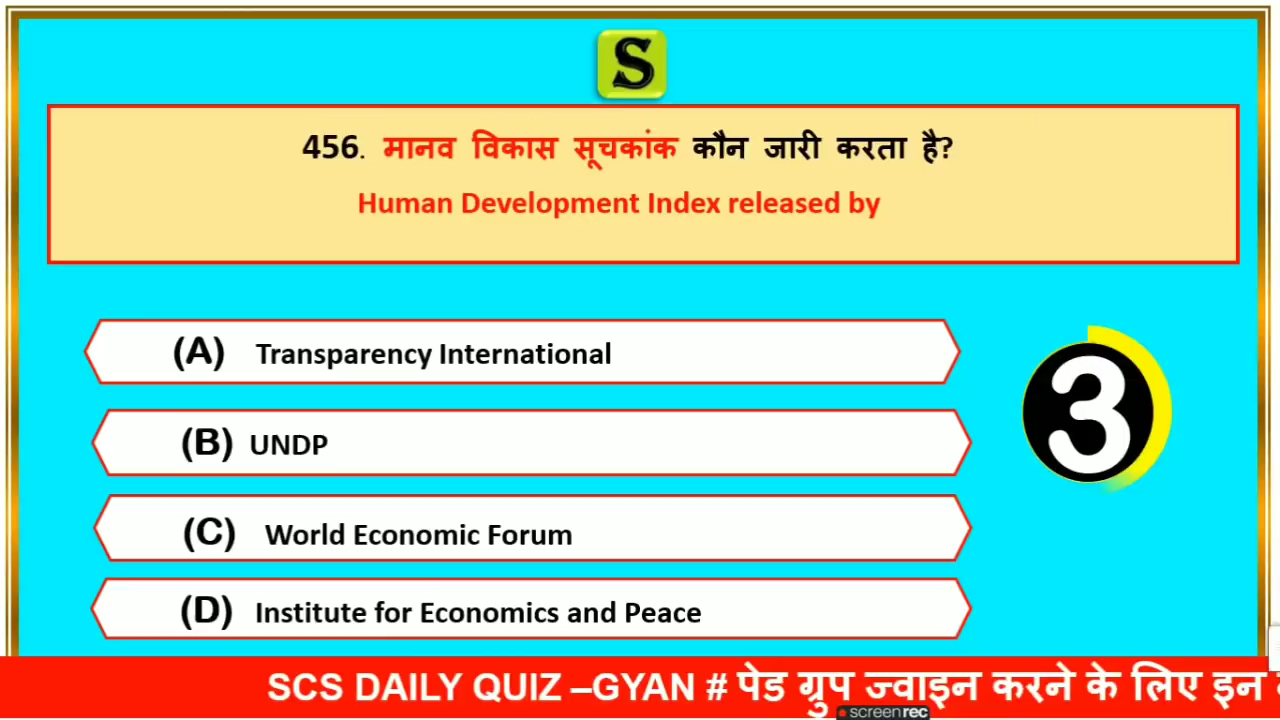 S
456. मानव विकास सूचकांक कौन जारी करता है?
Human Development Index released by
(A) Transparency International
3
(B) UNDP
(C) World Economic Forum
(D) Institute for Economics and Peace
SCS DAILY QUIZ –GYAN # पेड ग्रुप ज्वाइन करने के लिए इन
screenrec